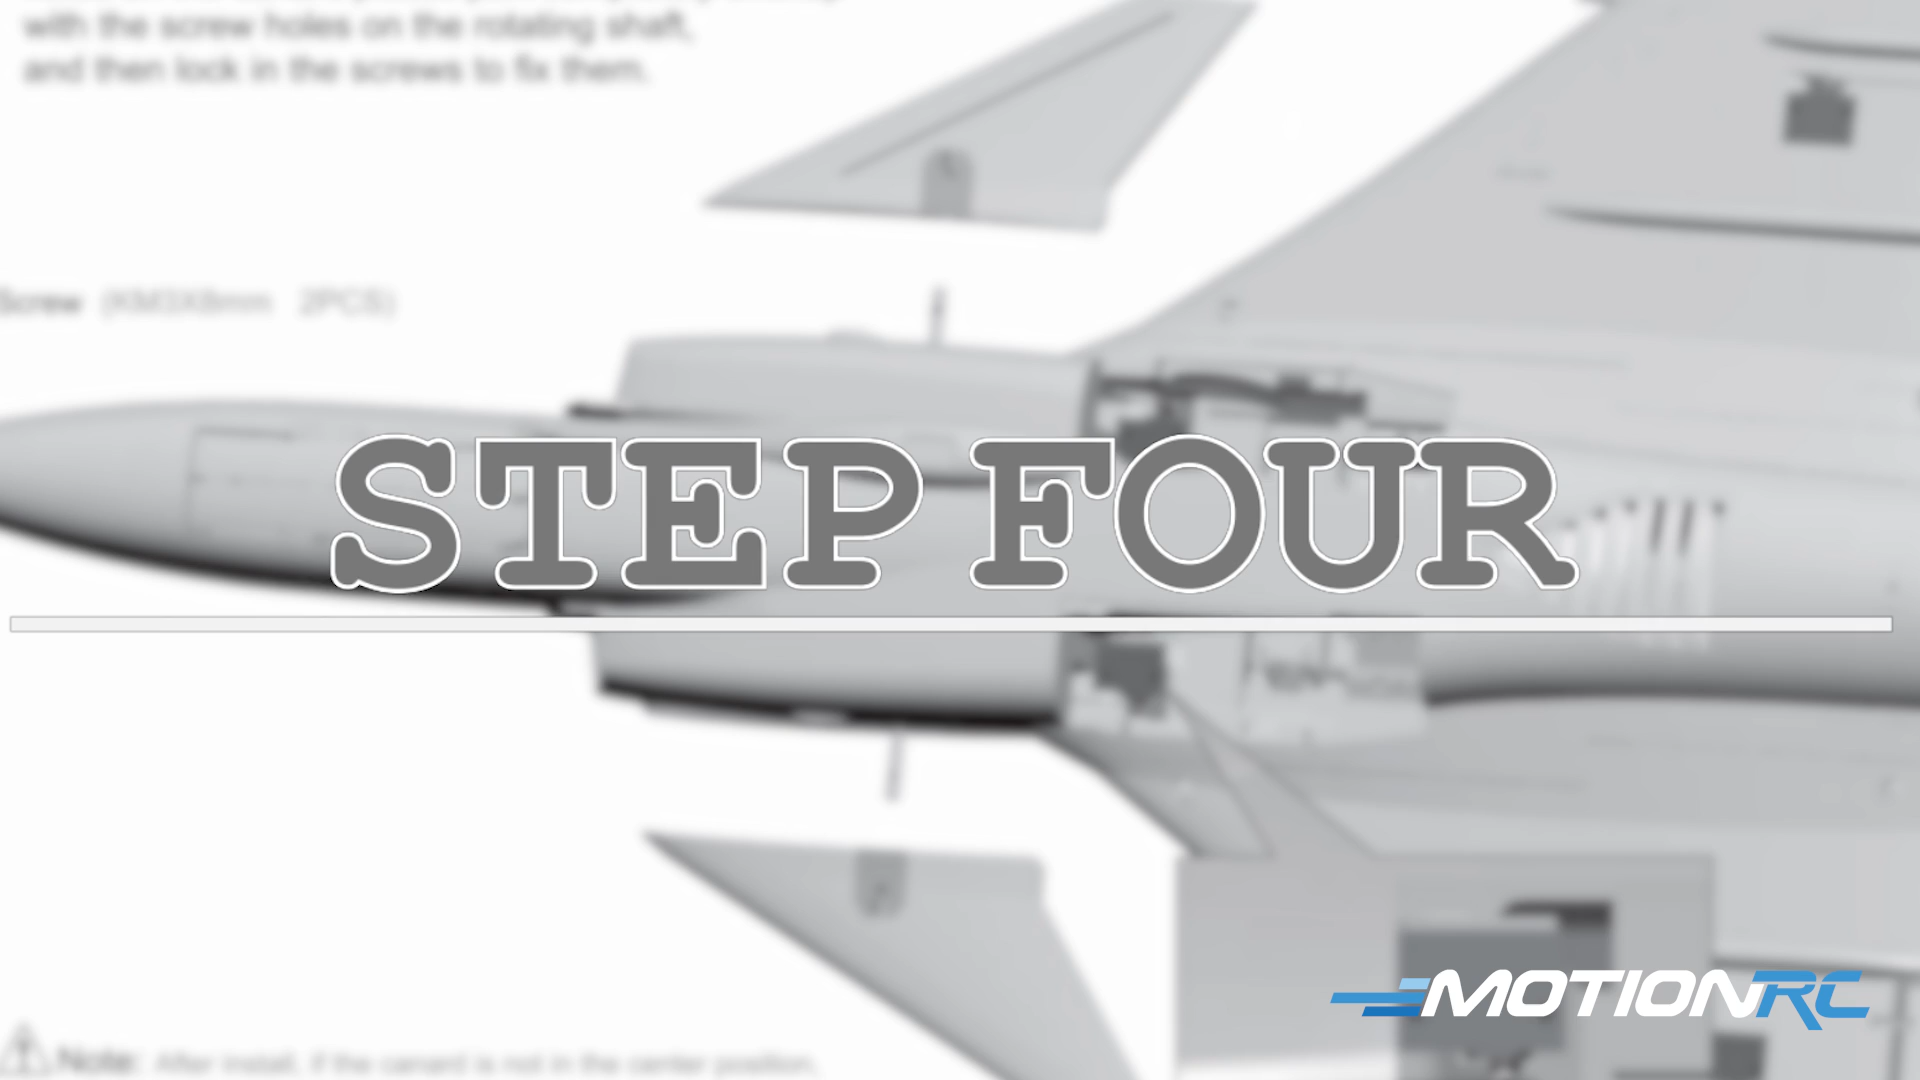 with the screw holes on the rotating shaft,
and then lock in the screws to fix them.
Screw (KM3X8mm 2PCS)
STEP FOUR
MOTIONRC
Note: After install, if the canard is not in the center position,